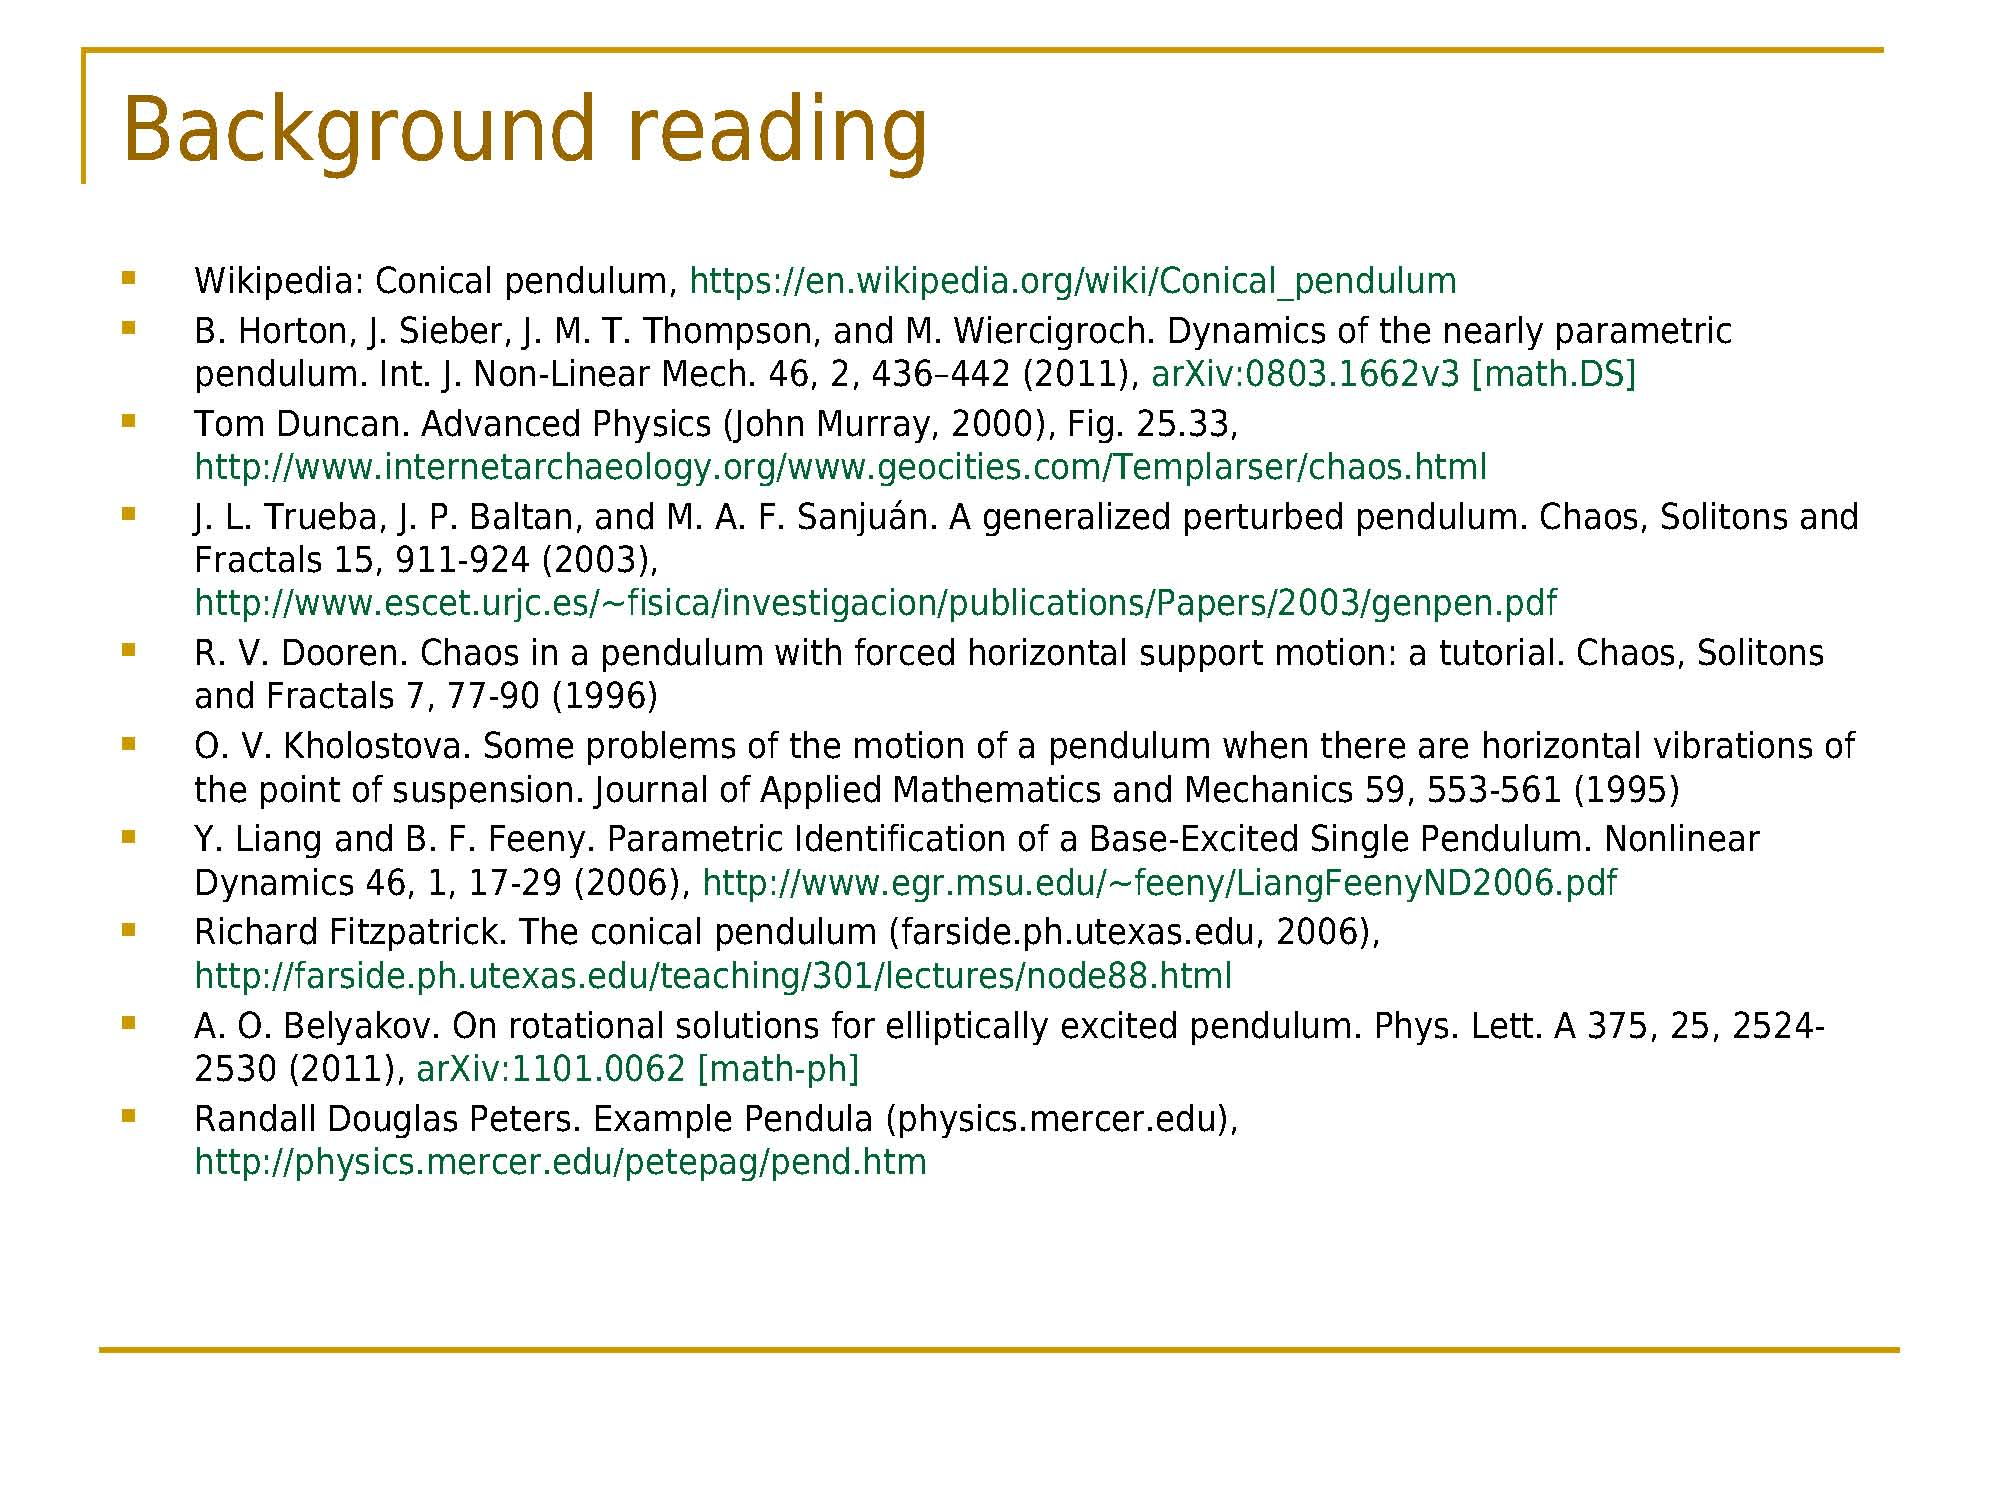 Background reading
Wikipedia: Conical pendulum, https://en.wikipedia.org/wiki/Conical_pendulum
B. Horton, J. Sieber, J. M. T. Thompson, and M. Wiercigroch. Dynamics of the nearly parametric
pendulum. Int. J. Non-Linear Mech. 46, 2, 436–442 (2011), arXiv:0803.1662v3 [math.DS]
Tom Duncan. Advanced Physics (John Murray, 2000), Fig. 25.33,
http://www.internetarchaeology.org/www.geocities.com/Templarser/chaos.html
J. L. Trueba, J. P. Baltan, and M. A. F. Sanjuán. A generalized perturbed pendulum. Chaos, Solitons and
Fractals 15, 911-924 (2003),
http://www.escet.urjc.es/~fisica/investigacion/publications/Papers/2003/genpen.pdf
R. V. Dooren. Chaos in a pendulum with forced horizontal support motion: a tutorial. Chaos, Solitons
and Fractals 7, 77-90 (1996)
O. V. Kholostova. Some problems of the motion of a pendulum when there are horizontal vibrations of
the point of suspension. Journal of Applied Mathematics and Mechanics 59, 553-561 (1995)
Y. Liang and B. F. Feeny. Parametric Identification of a Base-Excited Single Pendulum. Nonlinear
Dynamics 46, 1, 17-29 (2006), http://www.egr.msu.edu/~feeny/LiangFeenyND2006.pdf
Richard Fitzpatrick. The conical pendulum (farside.ph.utexas.edu, 2006),
http://farside.ph.utexas.edu/teaching/301/lectures/node88.html
A. O. Belyakov. On rotational solutions for elliptically excited pendulum. Phys. Lett. A 375, 25, 2524-
2530 (2011), arXiv:1101.0062 [math-ph]
Randall Douglas Peters. Example Pendula (physics.mercer.edu),
http://physics.mercer.edu/petepag/pend.htm